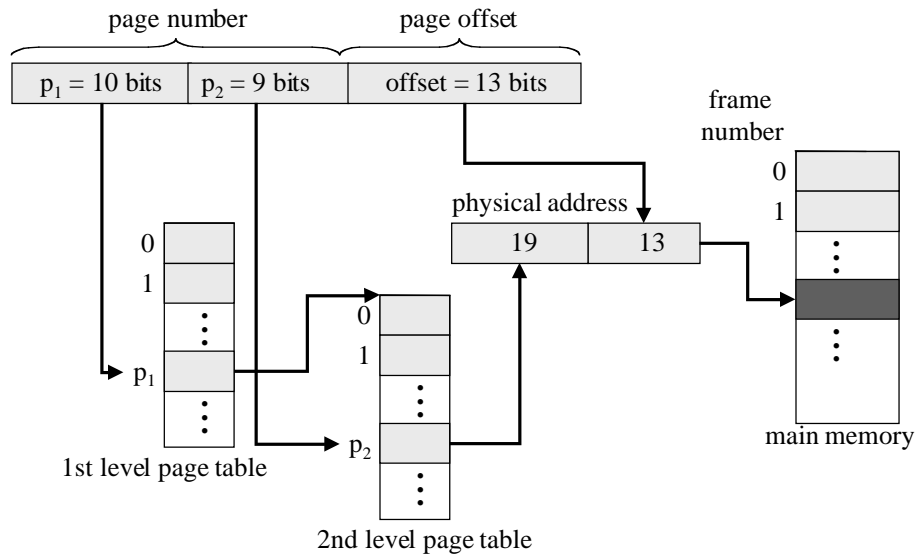 page number
page offset
p₁ = 10 bits
p₂ = 9 bits
offset = 13 bits
frame
number
0
1
physical address
19
13
0
1
p₁
1st level page table
0
1
p₂
2nd level page table
main memory